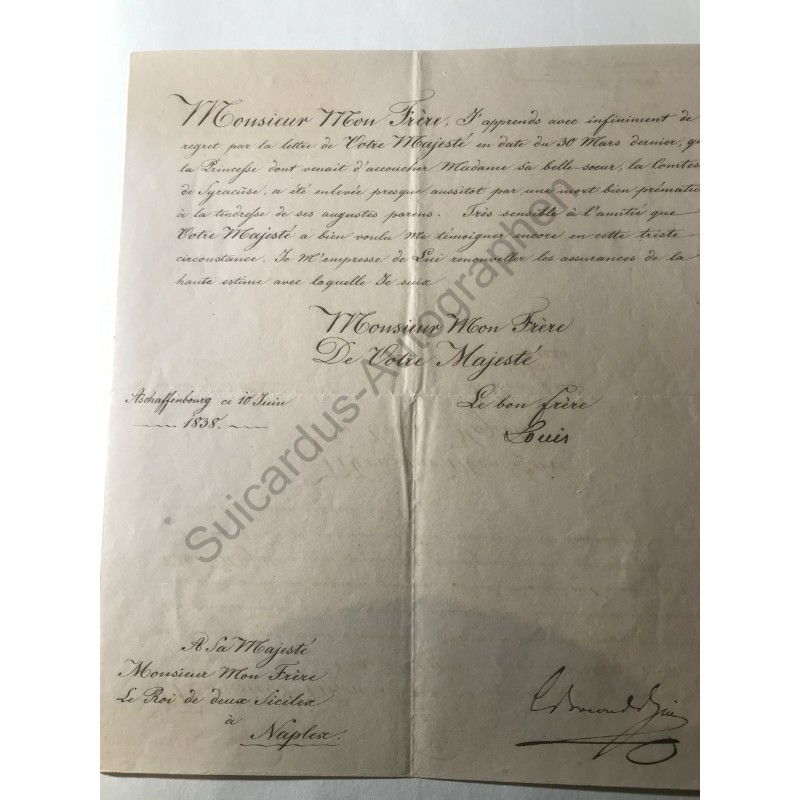 Monsieur Mon Frère, J'apprends avec infiniment de
regret par la lettre de Votre Majesté en date du 30 Mars dernier, qu
la Princesse dont venait d'accoucher Madame Sa belle-soeur, la Comtes
de Syracuse, a été enlevée presque aussitot par une mort bien prématu
à la tendresse de ses augustes parens. Très sensible à l'amitié que
Votre Majesté a bien voulu Me témoigner encore en cette triste
circonstance, Je M'empresse de Lui renouveller les assurances de la
haute estime avec laquelle Je suis
Monsieur Mon Frère
De Votre Majesté
Aschaffenbourg ce 10 Juin
1838.
Le bon frère
Louis
A Sa Majesté
Monsieur Mon Frère
Le Roi de deux Siciles
à
Naples
Suicardus-Autographen